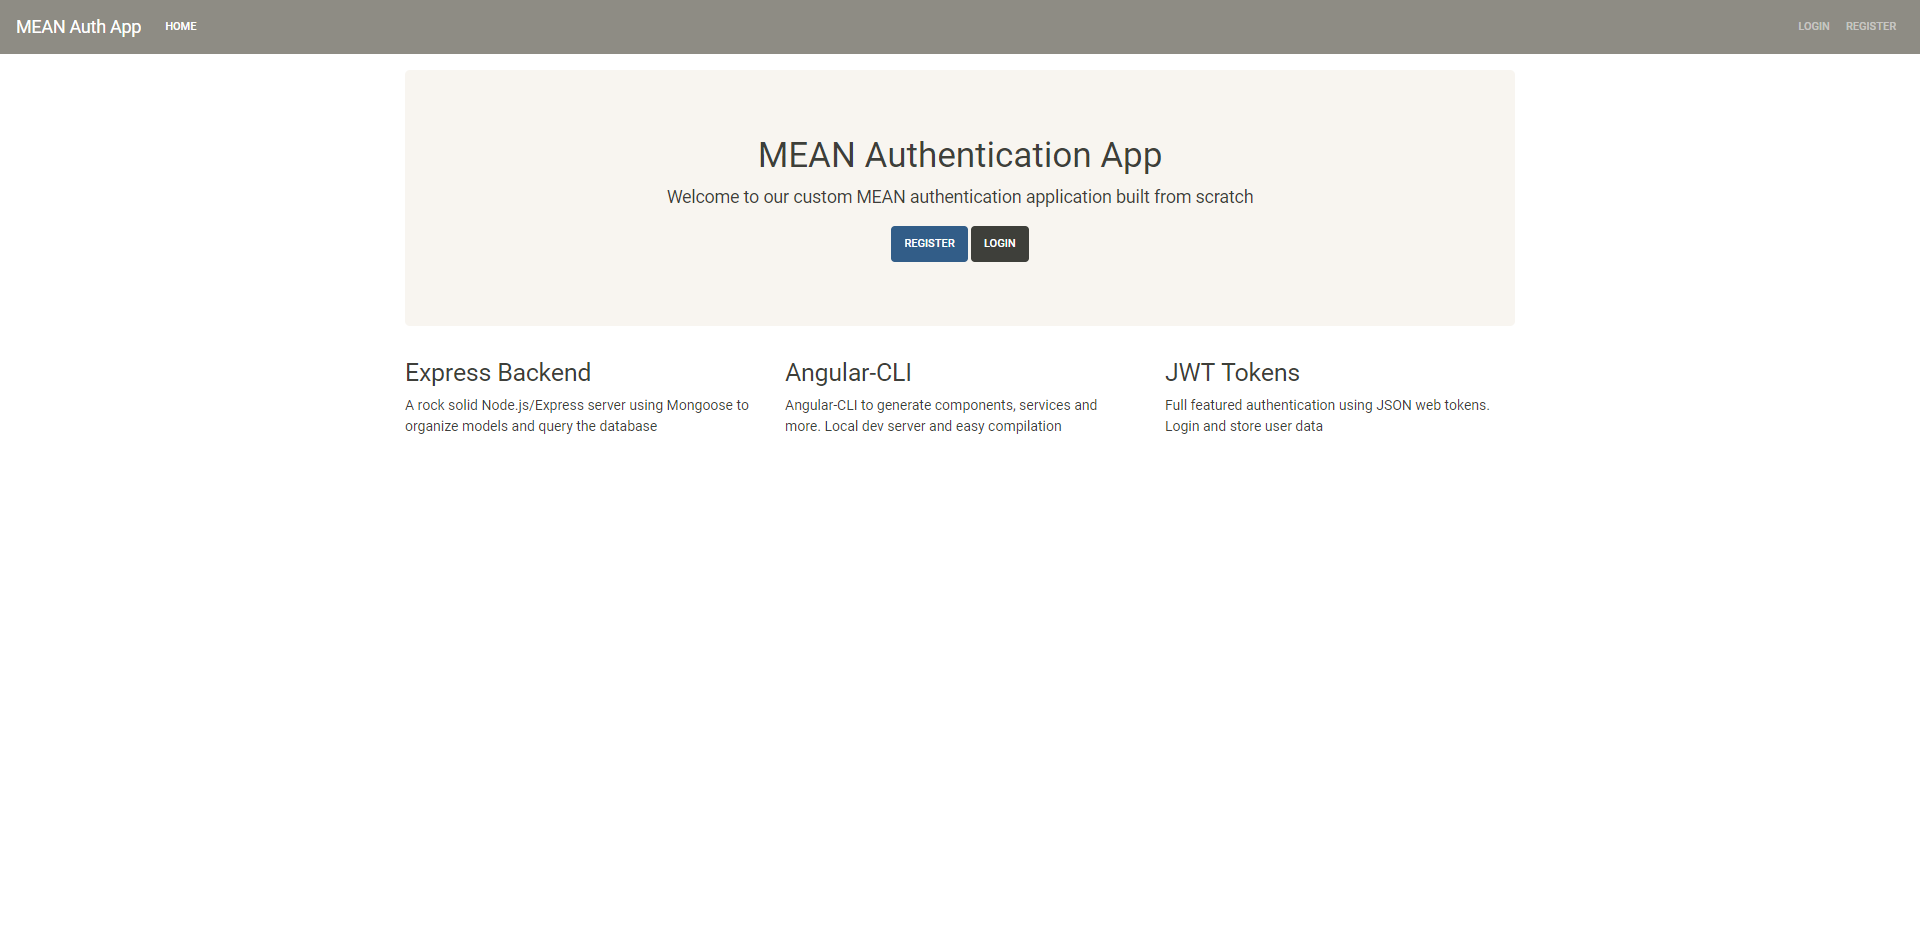 MEAN Auth App HOME LOGIN REGISTER
MEAN Authentication App
Welcome to our custom MEAN authentication application built from scratch
REGISTER LOGIN
Express Backend
A rock solid Node.js/Express server using Mongoose to
organize models and query the database
Angular-CLI
Angular-CLI to generate components, services and
more. Local dev server and easy compilation
JWT Tokens
Full featured authentication using JSON web tokens.
Login and store user data